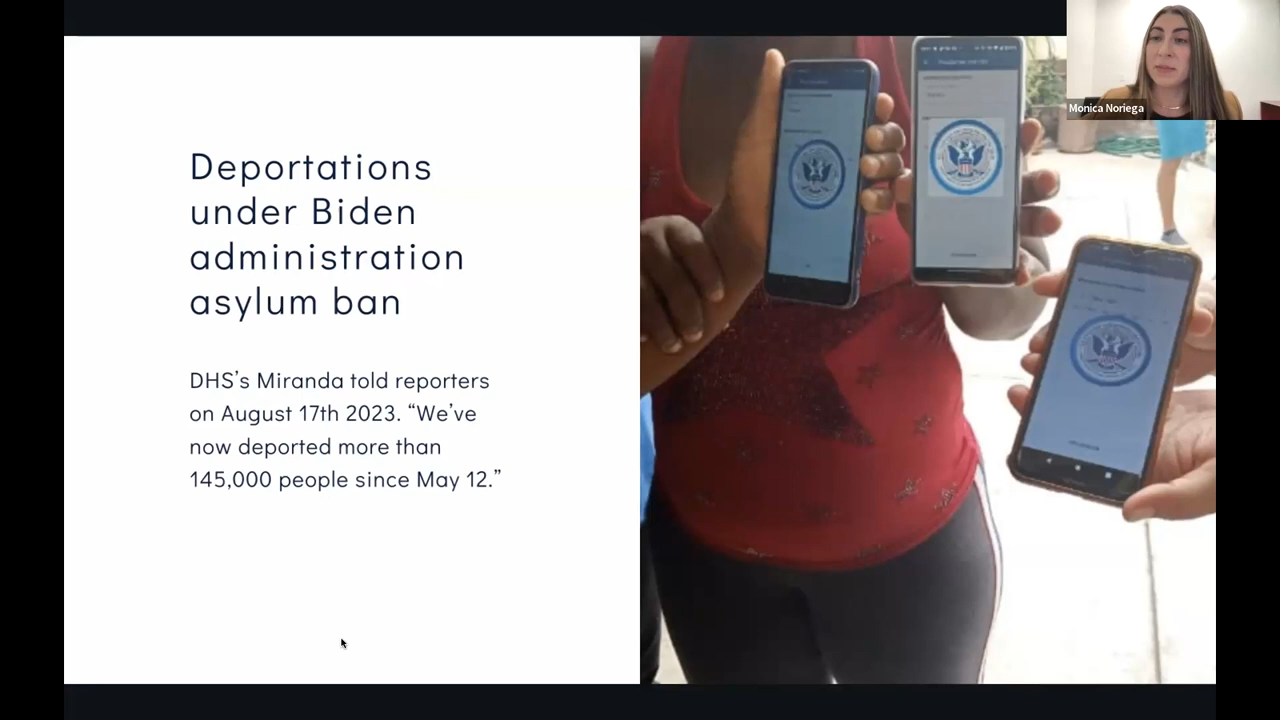 Monica Noriega
Deportations
under Biden
administration
asylum ban
DHS’s Miranda told reporters
on August 17th 2023. “We’ve
now deported more than
145,000 people since May 12.”